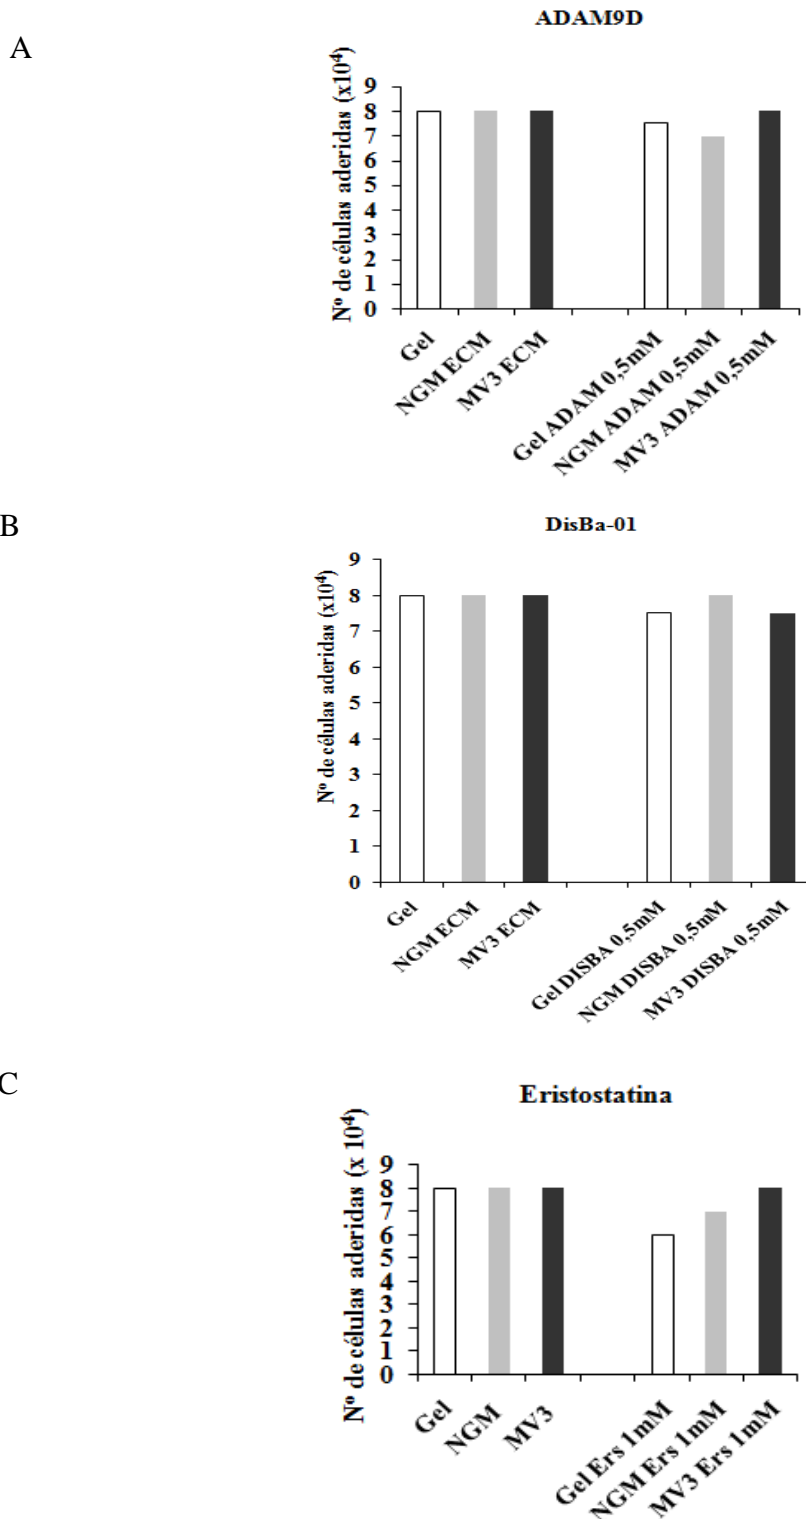 A
ADAM9D
Nº de células aderidas (x10⁴)
9
8
7
6
5
4
3
2
1
0
Gel
NGM ECM
MV3 ECM
Gel ADAM 0,5mM
NGM ADAM 0,5mM
MV3 ADAM 0,5mM
B
DisBa-01
Nº de células aderidas (x10⁴)
9
8
7
6
5
4
3
2
1
0
Gel
NGM ECM
MV3 ECM
Gel DISBA 0,5mM
NGM DISBA 0,5mM
MV3 DISBA 0,5mM
C
Eristostatina
Nº de células aderidas (x 10⁴)
9
8
7
6
5
4
3
2
1
0
Gel
NGM
MV3
Gel Ers 1mM
NGM Ers 1mM
MV3 Ers 1mM